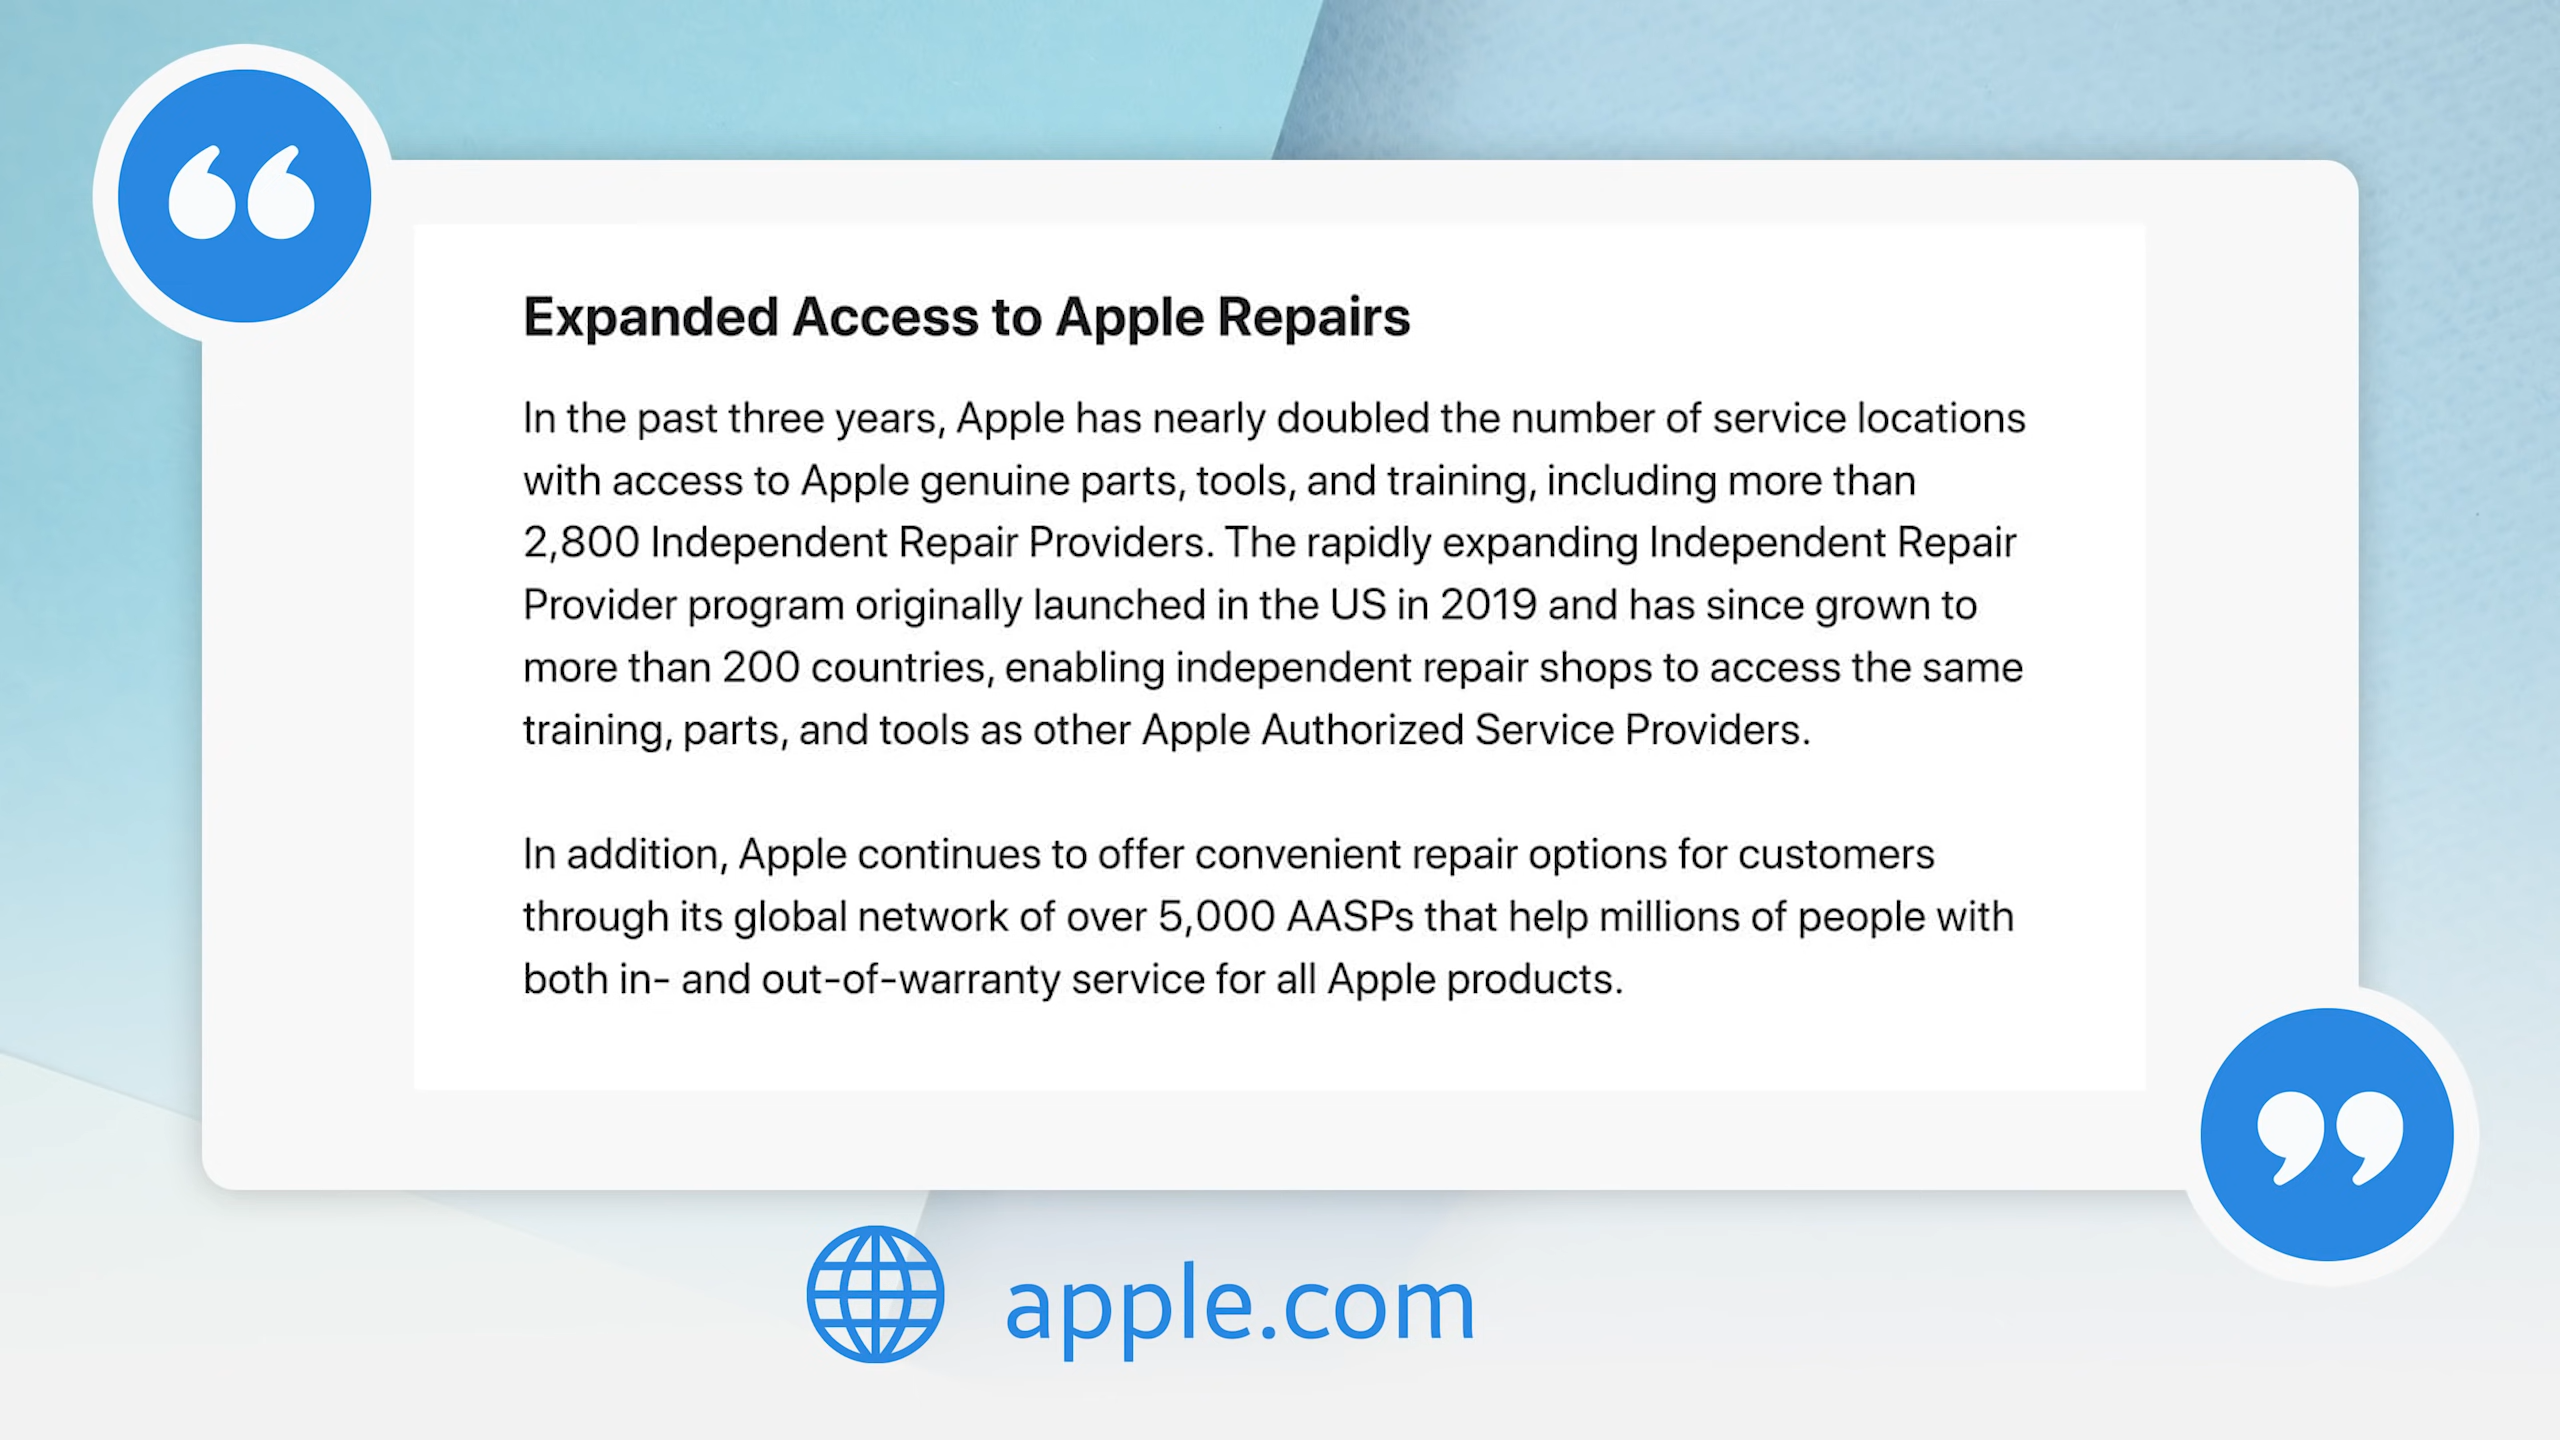 Expanded Access to Apple Repairs
In the past three years, Apple has nearly doubled the number of service locations
with access to Apple genuine parts, tools, and training, including more than
2,800 Independent Repair Providers. The rapidly expanding Independent Repair
Provider program originally launched in the US in 2019 and has since grown to
more than 200 countries, enabling independent repair shops to access the same
training, parts, and tools as other Apple Authorized Service Providers.
In addition, Apple continues to offer convenient repair options for customers
through its global network of over 5,000 AASPs that help millions of people with
both in- and out-of-warranty service for all Apple products.
apple.com